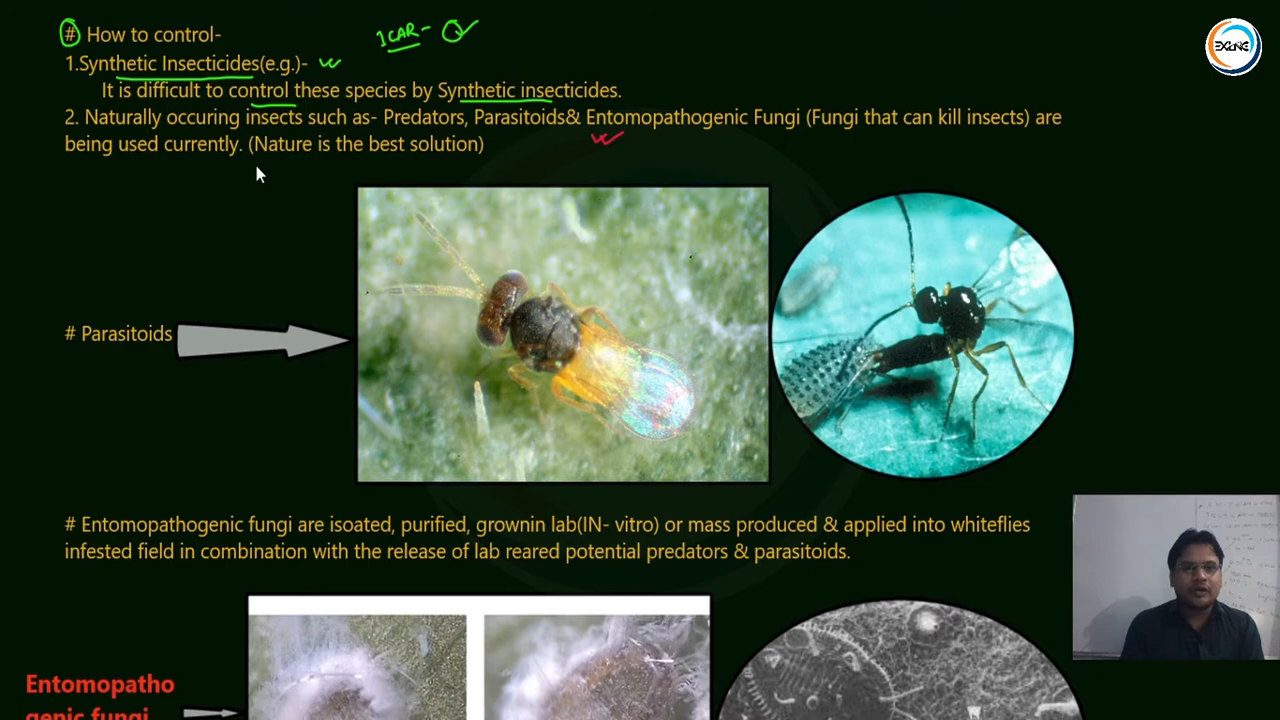 # How to control-
ICAR-
1.Synthetic Insecticides(e.g.)-
It is difficult to control these species by Synthetic insecticides.
2. Naturally occuring insects such as- Predators, Parasitoids& Entomopathogenic Fungi (Fungi that can kill insects) are
being used currently. (Nature is the best solution)
# Parasitoids
# Entomopathogenic fungi are isoated, purified, grownin lab(IN- vitro) or mass produced & applied into whiteflies
infested field in combination with the release of lab reared potential predators & parasitoids.
Entomopatho
genic fungi